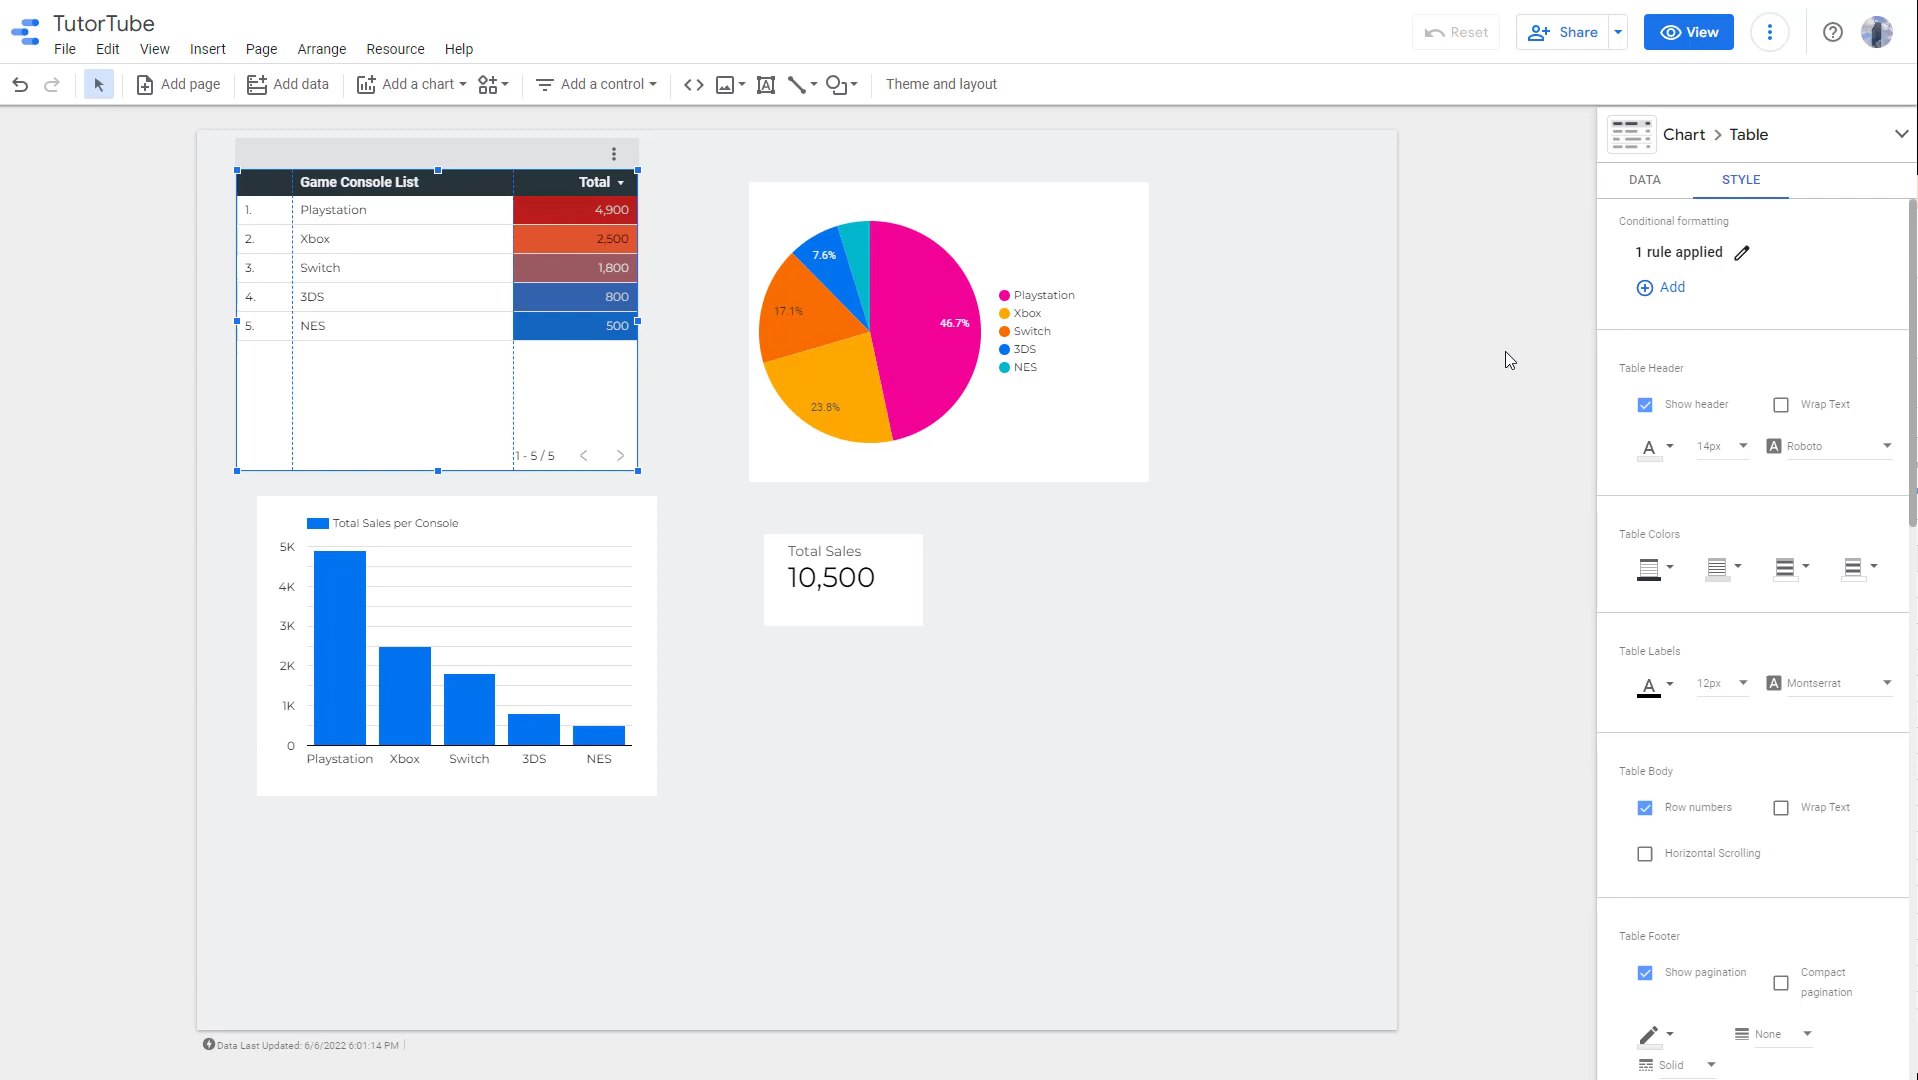 TutorTube
File Edit View Insert Page Arrange Resource Help
Reset Share View
Add page Add data Add a chart Add a control Theme and layout
Game Console List Total
1. Playstation 4,900
2. Xbox 2,500
3. Switch 1,800
4. 3DS 800
5. NES 500
1 - 5 / 5
46.7%
23.8%
17.1%
7.6%
Playstation
Xbox
Switch
3DS
NES
Total Sales per Console
5K
4K
3K
2K
1K
0
Playstation Xbox Switch 3DS NES
Total Sales
10,500
Data Last Updated: 6/6/2022 6:01:14 PM
Chart > Table
DATA STYLE
Conditional formatting
1 rule applied
Add
Table Header
Show header Wrap Text
A 14px A Roboto
Table Colors
Table Labels
A 12px A Montserrat
Table Body
Row numbers Wrap Text
Horizontal Scrolling
Table Footer
Show pagination Compact
pagination
None
Solid